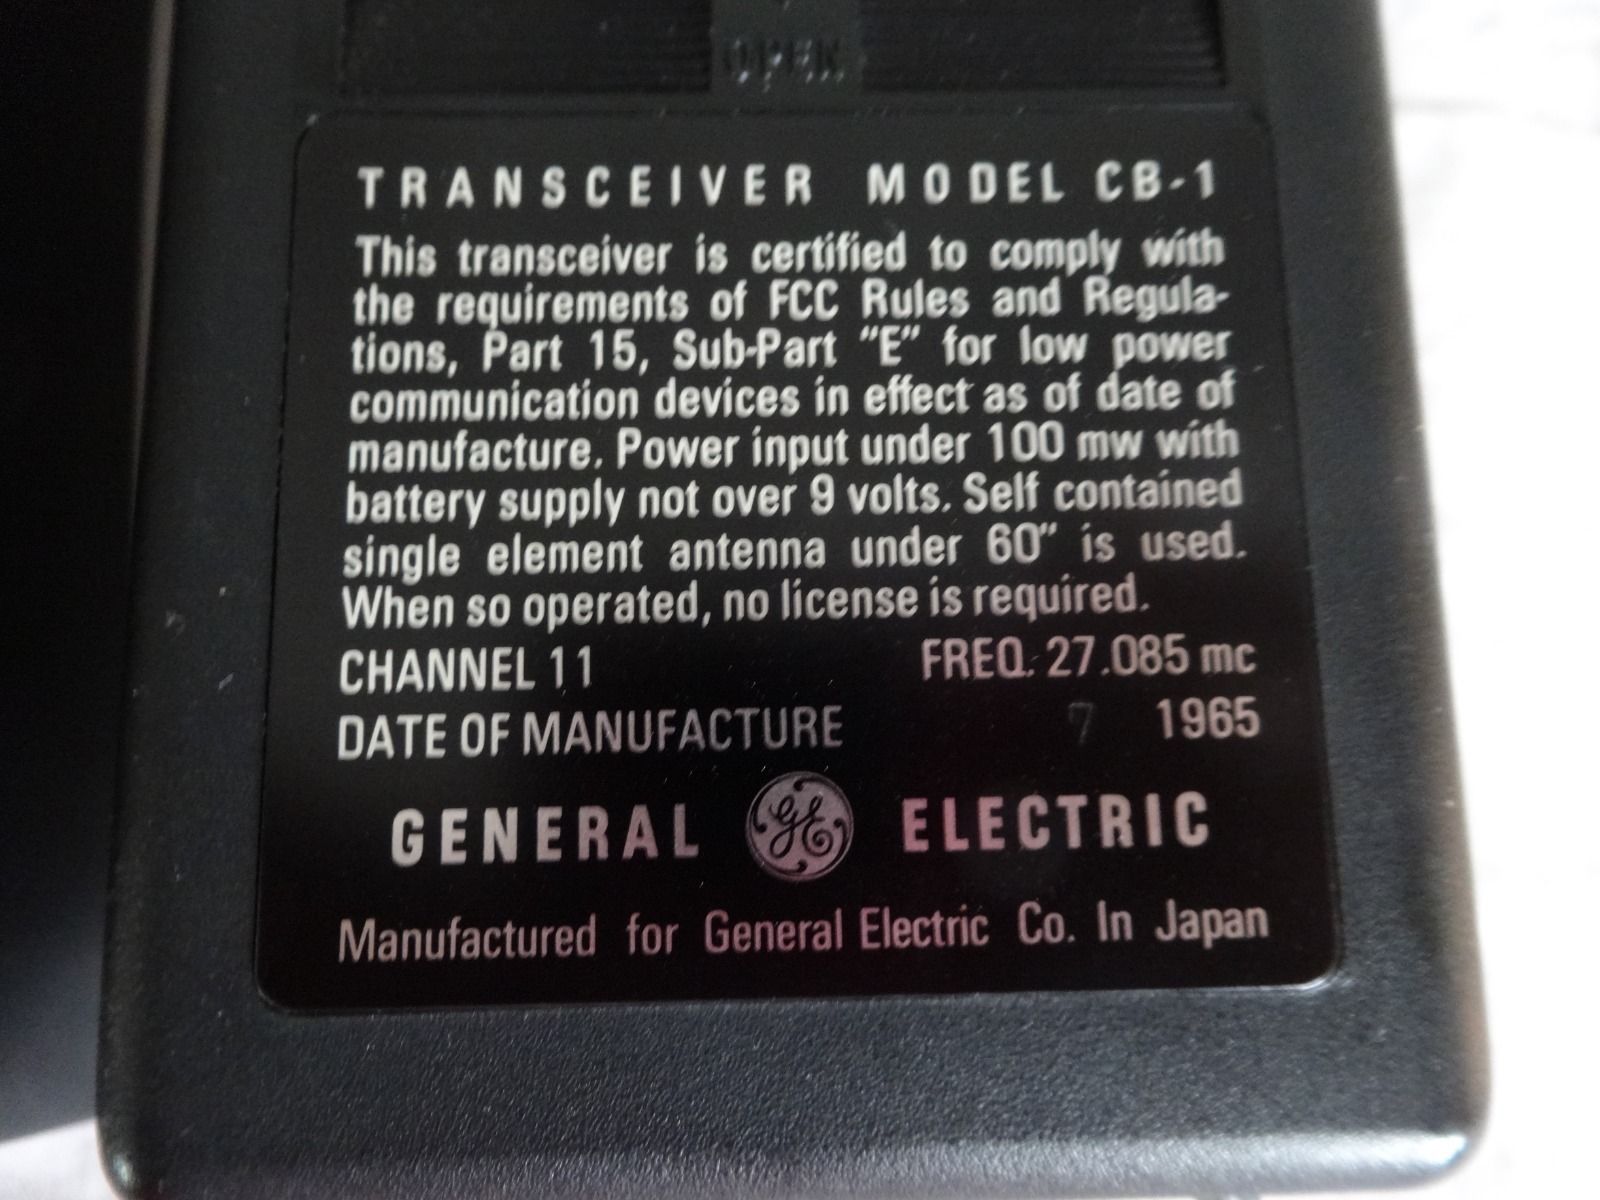 OPEN
TRANSCEIVER MODEL CB-1
This transceiver is certified to comply with
the requirements of FCC Rules and Regula-
tions, Part 15, Sub-Part "E" for low power
communication devices in effect as of date of
manufacture. Power input under 100 mw with
battery supply not over 9 volts. Self contained
single element antenna under 60" is used.
When so operated, no license is required.
CHANNEL 11 FREQ. 27.085 mc
DATE OF MANUFACTURE 7 1965
GENERAL GE ELECTRIC
Manufactured for General Electric Co. In Japan